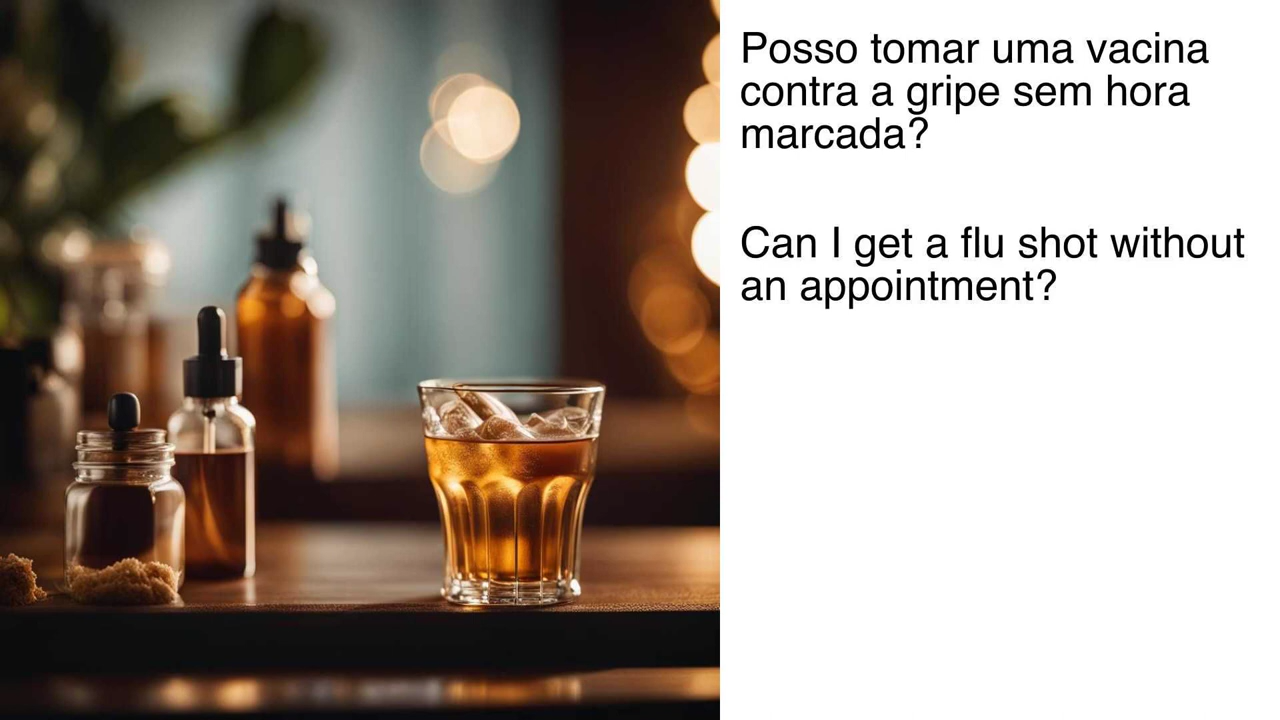 Posso tomar uma vacina
contra a gripe sem hora
marcada?
Can I get a flu shot without
an appointment?